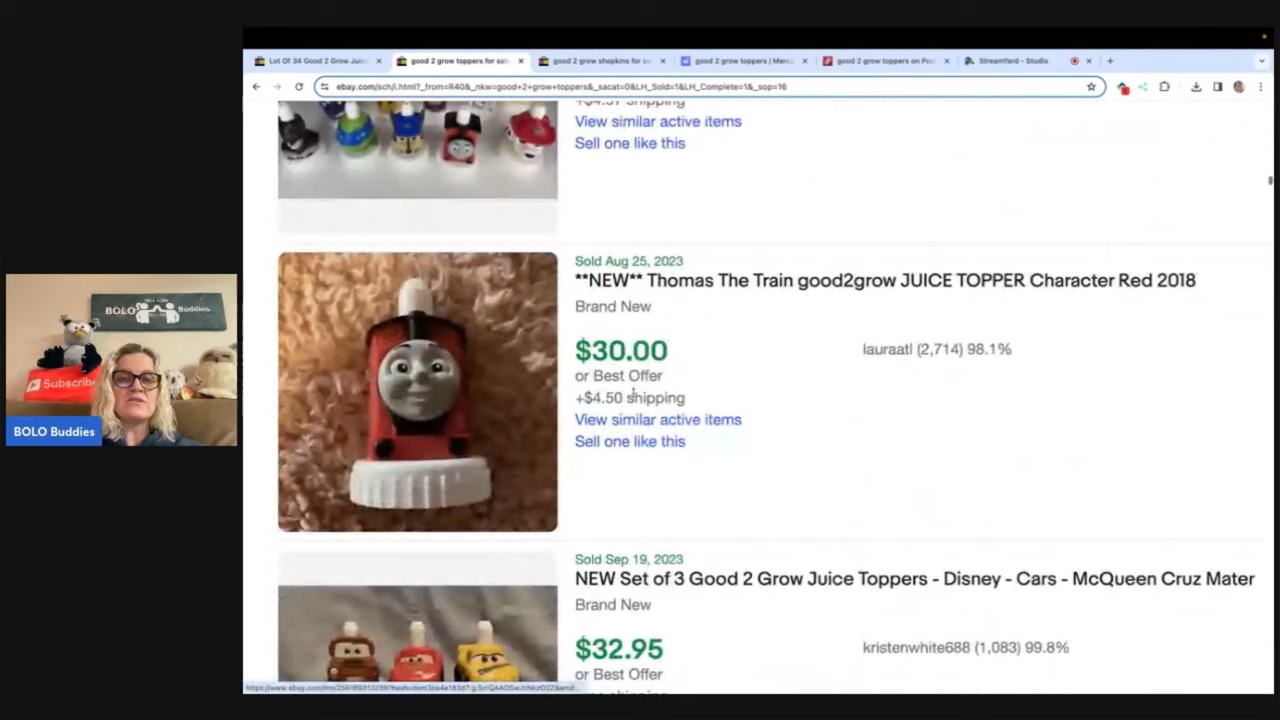 Lot Of 34 Good 2 Grow Juic
good 2 grow toppers for sale
good 2 grow shopkins for sa
good 2 grow toppers | Merc
good 2 grow toppers on Po
StreamYard - Studio
ebay.com/sch/i.html?_from=R40&_nkw=good+2+grow+toppers&_sacat=0&LH_Sold=1&LH_Complete=1&_sop=16
View similar active items
Sell one like this
Sold Aug 25, 2023
**NEW** Thomas The Train good2grow JUICE TOPPER Character Red 2018
Brand New
$30.00
lauraatl (2,714) 98.1%
or Best Offer
+$4.50 shipping
View similar active items
Sell one like this
Sold Sep 19, 2023
NEW Set of 3 Good 2 Grow Juice Toppers - Disney - Cars - McQueen Cruz Mater
Brand New
$32.95
kristenwhite688 (1,083) 99.8%
or Best Offer
BOLO Buddies
Subscribe
BOLO Buddies